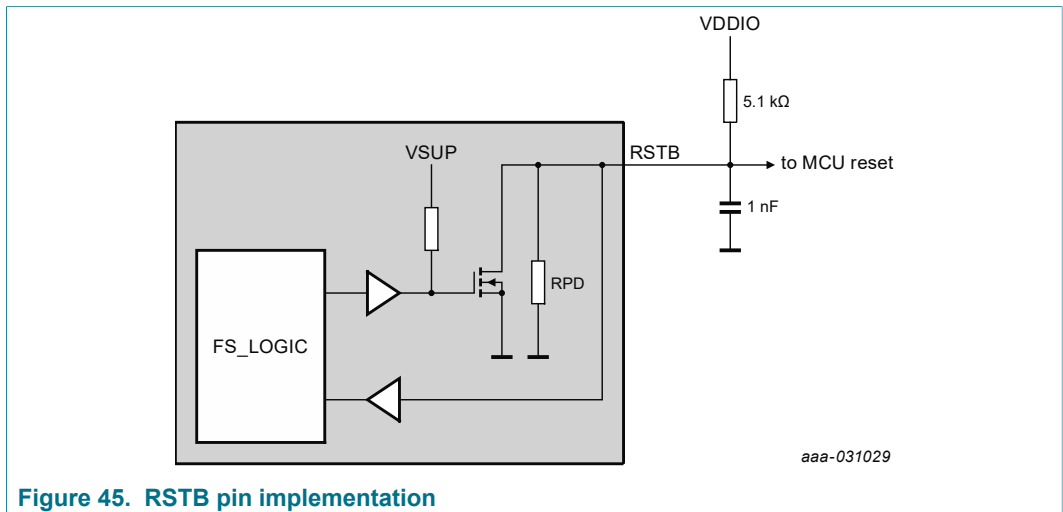 VDDIO
5.1 kΩ
VSUP
RSTB
to MCU reset
1 nF
RPD
FS_LOGIC
aaa-031029
Figure 45. RSTB pin implementation